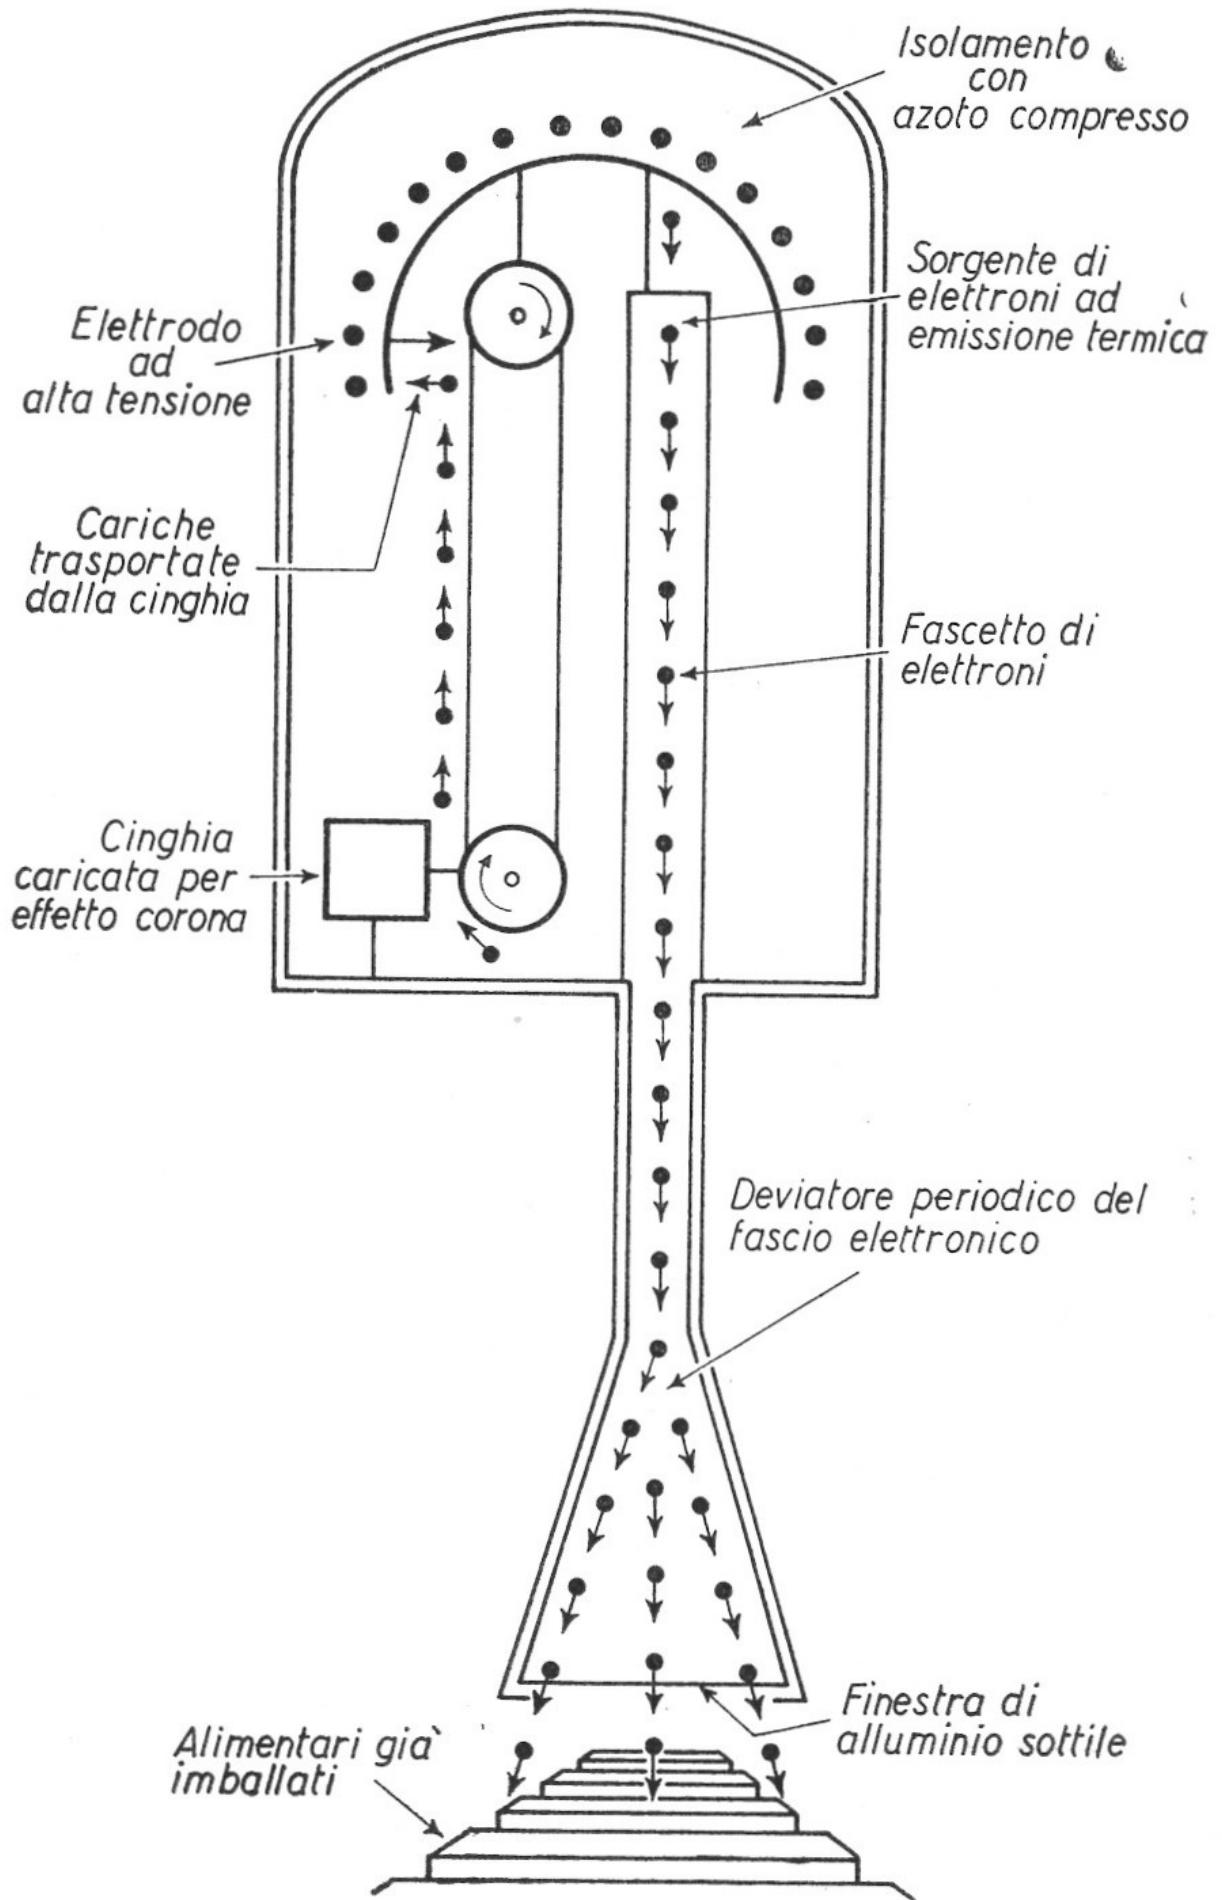 Isolamento
con
azoto compresso
Sorgente di
elettroni ad
emissione termica
Elettrodo
ad
alta tensione
Cariche
trasportate
dalla cinghia
Fascetto di
elettroni
Cinghia
caricata per
effetto corona
Deviatore periodico del
fascio elettronico
Finestra di
alluminio sottile
Alimentari già
imballati